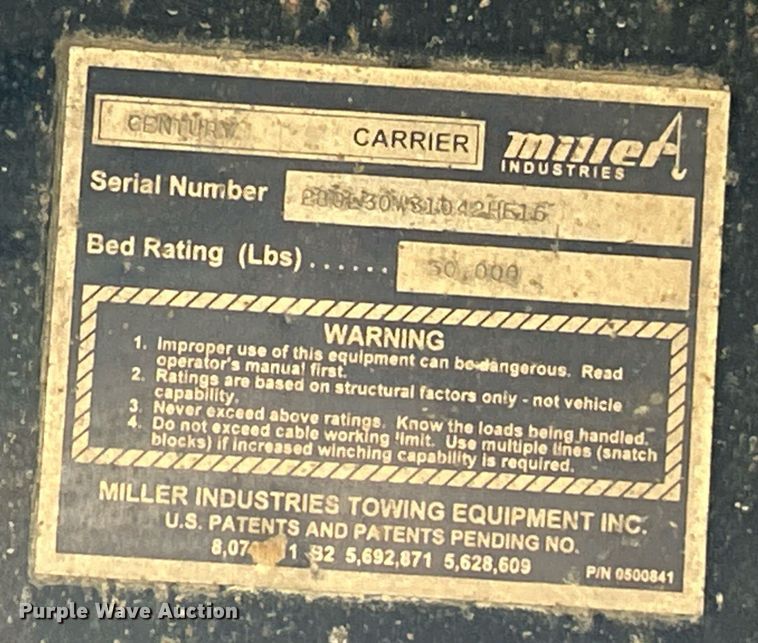 CENTURY CARRIER miller
INDUSTRIES
Serial Number
Bed Rating (Lbs)...... 30,000
WARNING
1. Improper use of this equipment can be dangerous. Read
operator's manual first.
2. Ratings are based on structural factors only - not vehicle
capability.
3. Never exceed above ratings. Know the loads being handled.
4. Do not exceed cable working limit. Use multiple lines (snatch
blocks) if increased winching capability is required.
MILLER INDUSTRIES TOWING EQUIPMENT INC.
U.S. PATENTS AND PATENTS PENDING NO.
B2 5,692,871 5,628,609
P/N 0500841
Purple Wave Auction